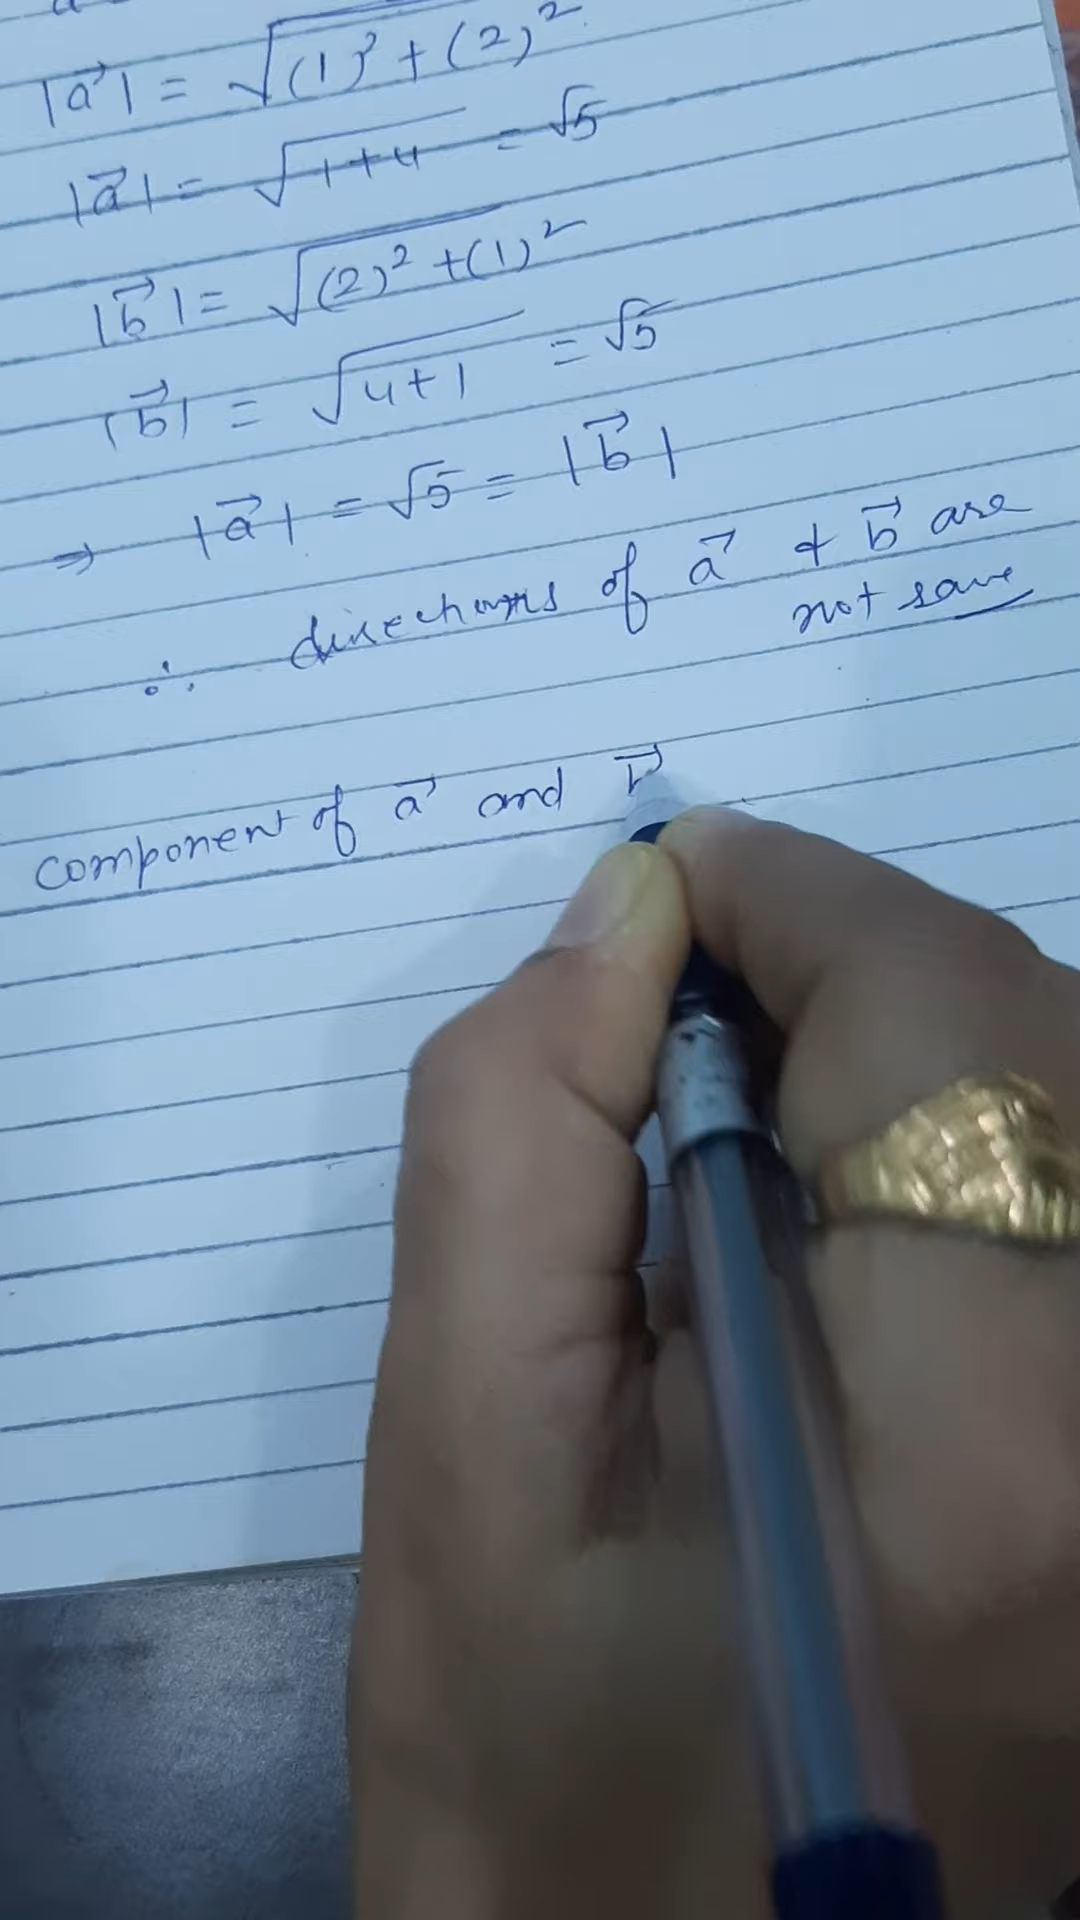 |a⃗| = √(1)² + (2)²
|a⃗| = √1+4 = √5
|b⃗| = √(2)² + (1)²
|b⃗| = √4+1 = √5
⇒ |a⃗| = √5 = |b⃗|
∴ directions of a⃗ & b⃗ are
not same
component of a⃗ and b⃗